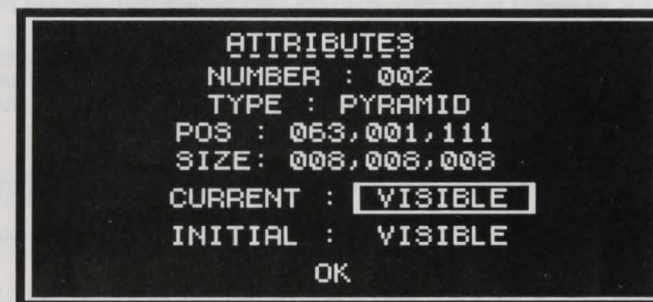 ATTRIBUTES
NUMBER : 002
TYPE : PYRAMID
POS : 063,001,111
SIZE: 008,008,008
CURRENT : VISIBLE
INITIAL : VISIBLE
OK